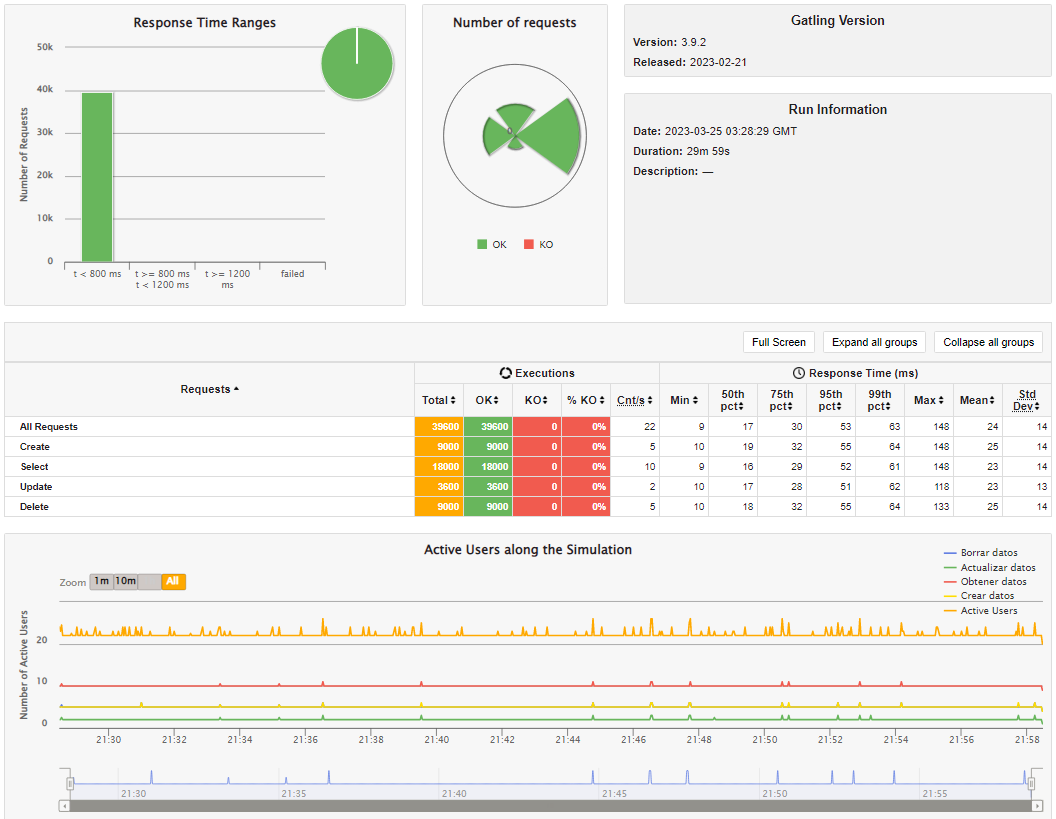 Response Time Ranges
Number of Requests
50k
40k
30k
20k
10k
0
t < 800 ms
t >= 800 ms
t < 1200 ms
t >= 1200
ms
failed
Number of requests
OK KO
Gatling Version
Version: 3.9.2
Released: 2023-02-21
Run Information
Date: 2023-03-25 03:28:29 GMT
Duration: 29m 59s
Description: —
Full Screen Expand all groups Collapse all groups
Requests Executions Response Time (ms)
Total OK KO % KO Cnt/s Min 50th pct 75th pct 95th pct 99th pct Max Mean Std Dev
All Requests 39600 39600 0 0% 22 9 17 30 53 63 148 24 14
Create 9000 9000 0 0% 5 10 19 32 55 64 148 25 14
Select 18000 18000 0 0% 10 9 16 29 52 61 148 23 14
Update 3600 3600 0 0% 2 10 17 28 51 62 118 23 13
Delete 9000 9000 0 0% 5 10 18 32 55 64 133 25 14
Active Users along the Simulation
Borrar datos
Actualizar datos
Obtener datos
Crear datos
Active Users
Zoom 1m 10m All
Number of Active Users
20
10
0
21:30 21:32 21:34 21:36 21:38 21:40 21:42 21:44 21:46 21:48 21:50 21:52 21:54 21:56 21:58
21:30 21:35 21:40 21:45 21:50 21:55